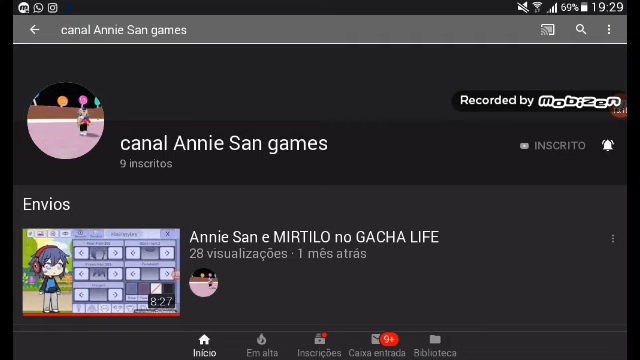 69% 19:29
canal Annie San games
Recorded by MOBIZEN
canal Annie San games
9 inscritos
INSCRITO
Envios
Annie San e MIRTILO no GACHA LIFE
28 visualizações · 1 mês atrás
8:27
9+
Início
Em alta
Inscrições
Caixa entrada
Biblioteca